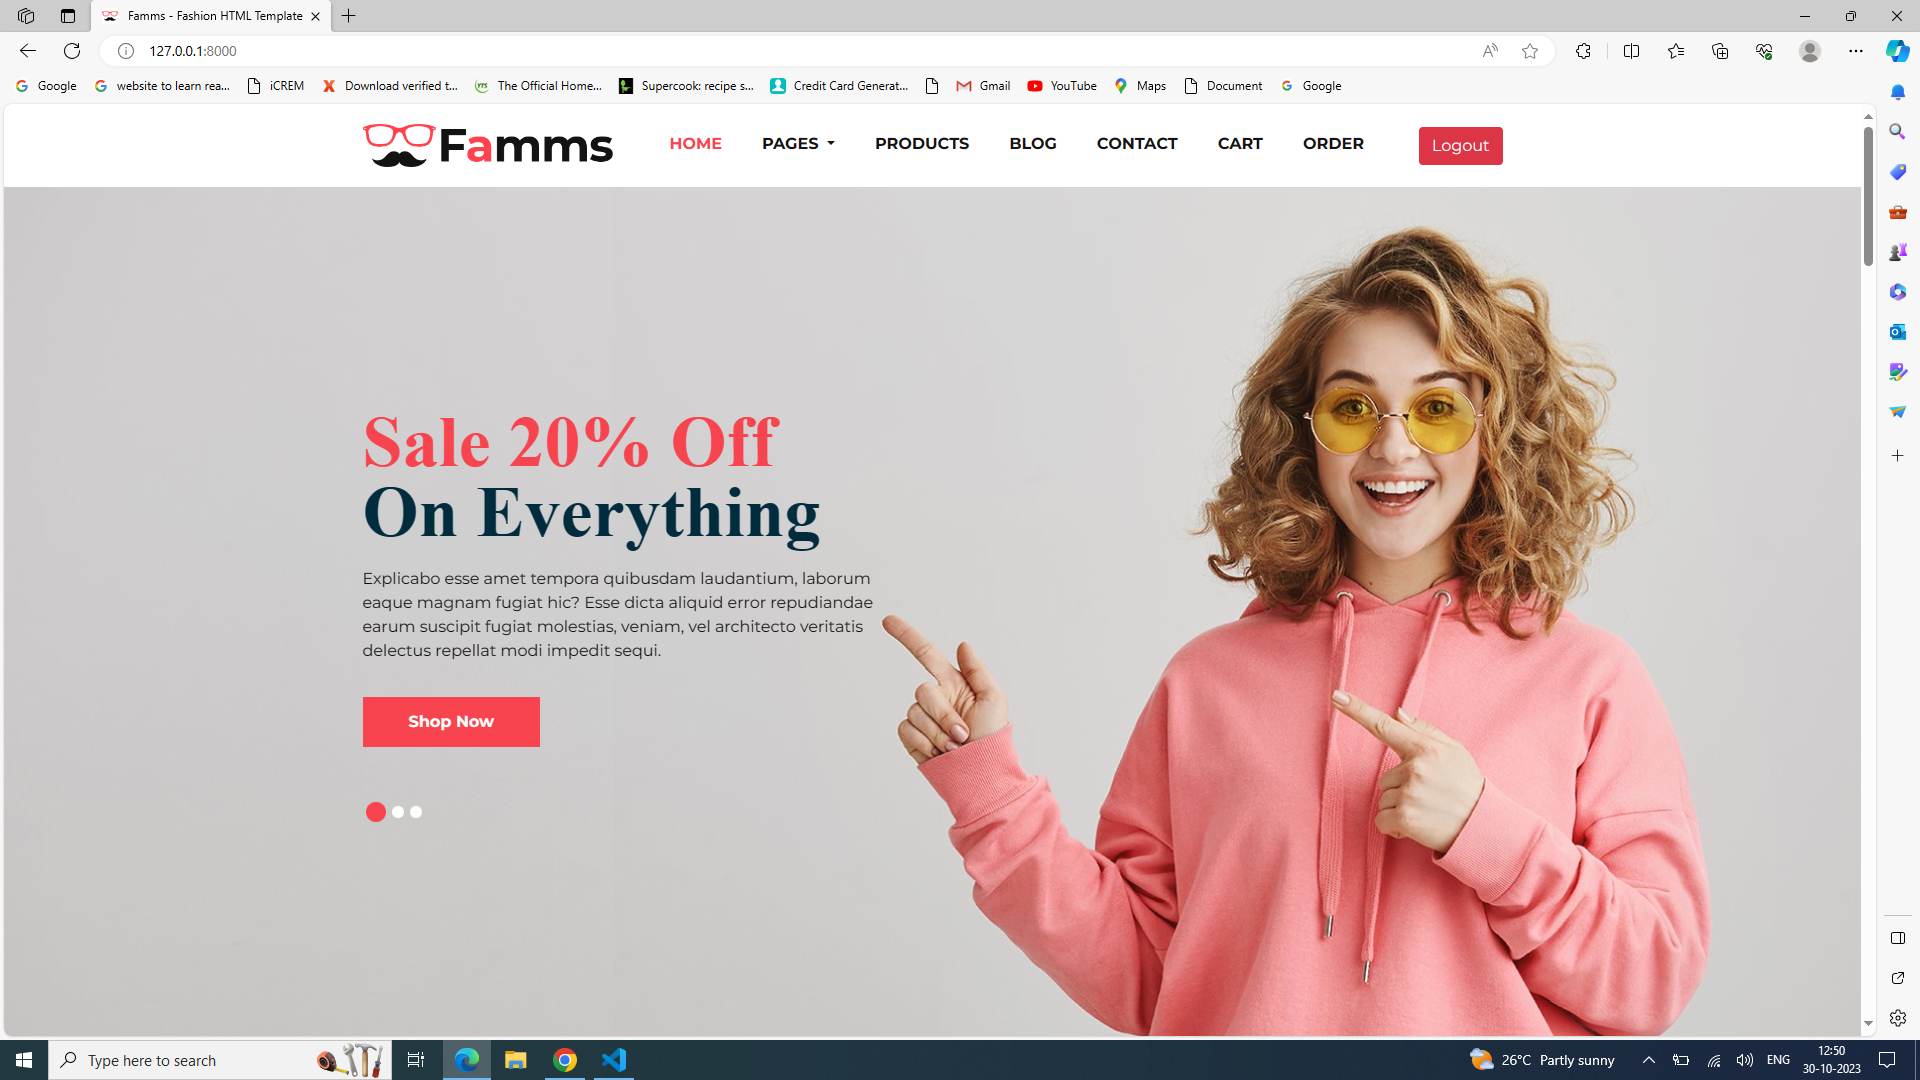 Famms - Fashion HTML Template
127.0.0.1:8000
Google
website to learn rea...
iCREM
Download verified t...
The Official Home...
Supercook: recipe s...
Credit Card Generat...
Gmail
YouTube
Maps
Document
Google
Famms
HOME
PAGES
PRODUCTS
BLOG
CONTACT
CART
ORDER
Logout
Sale 20% Off
On Everything
Explicabo esse amet tempora quibusdam laudantium, laborum
eaque magnam fugiat hic? Esse dicta aliquid error repudiandae
earum suscipit fugiat molestias, veniam, vel architecto veritatis
delectus repellat modi impedit sequi.
Shop Now
Type here to search
26°C Partly sunny
ENG
12:50
30-10-2023